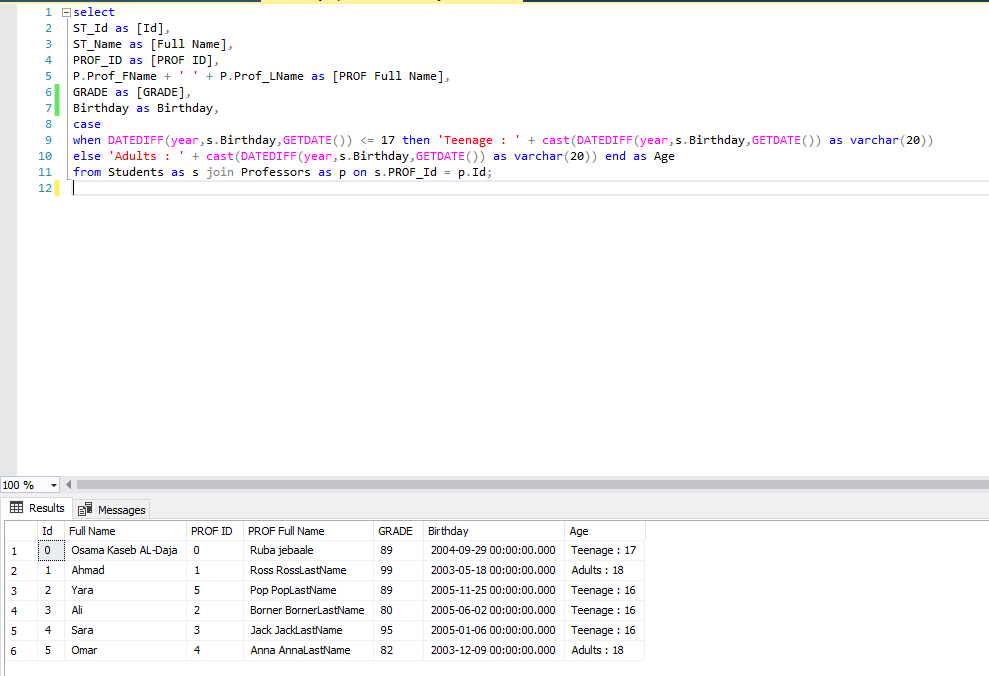 1 select
2 ST_Id as [Id],
3 ST_Name as [Full Name],
4 PROF_ID as [PROF ID],
5 P.Prof_FName + ' ' + P.Prof_LName as [PROF Full Name],
6 GRADE as [GRADE],
7 Birthday as Birthday,
8 case
9 when DATEDIFF(year,s.Birthday,GETDATE()) <= 17 then 'Teenage : ' + cast(DATEDIFF(year,s.Birthday,GETDATE()) as varchar(20))
10 else 'Adults : ' + cast(DATEDIFF(year,s.Birthday,GETDATE()) as varchar(20)) end as Age
11 from Students as s join Professors as p on s.PROF_Id = p.Id;
12
100 %
Results Messages
Id Full Name PROF ID PROF Full Name GRADE Birthday Age
1 0 Osama Kaseb AL-Daja 0 Ruba jebaale 89 2004-09-29 00:00:00.000 Teenage : 17
2 1 Ahmad 1 Ross RossLastName 99 2003-05-18 00:00:00.000 Adults : 18
3 2 Yara 5 Pop PopLastName 89 2005-11-25 00:00:00.000 Teenage : 16
4 3 Ali 2 Borner BornerLastName 80 2005-06-02 00:00:00.000 Teenage : 16
5 4 Sara 3 Jack JackLastName 95 2005-01-06 00:00:00.000 Teenage : 16
6 5 Omar 4 Anna AnnaLastName 82 2003-12-09 00:00:00.000 Adults : 18